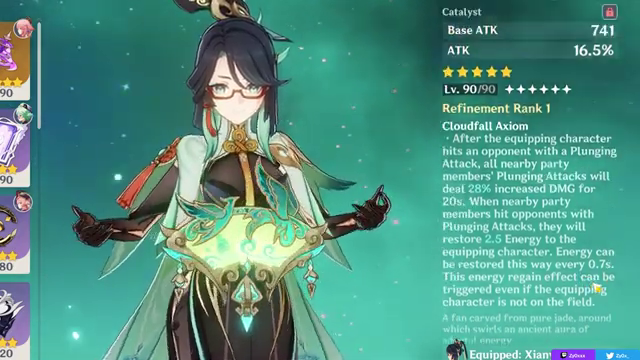 Catalyst
Base ATK 741
ATK 16.5%
Lv. 90/90
Refinement Rank 1
Cloudfall Axiom
· After the equipping character
hits an opponent with a Plunging
Attack, all nearby party
members' Plunging Attacks will
deal 28% increased DMG for
20s. When nearby party
members hit opponents with
Plunging Attacks, they will
restore 2.5 Energy to the
equipping character. Energy can
be restored this way every 0.7s.
This energy regain effect can be
triggered even if the equipping
character is not on the field.
A fan carved from pure jade, around
which swirls an ancient aura of
energy
Equipped:
90
90
80
20